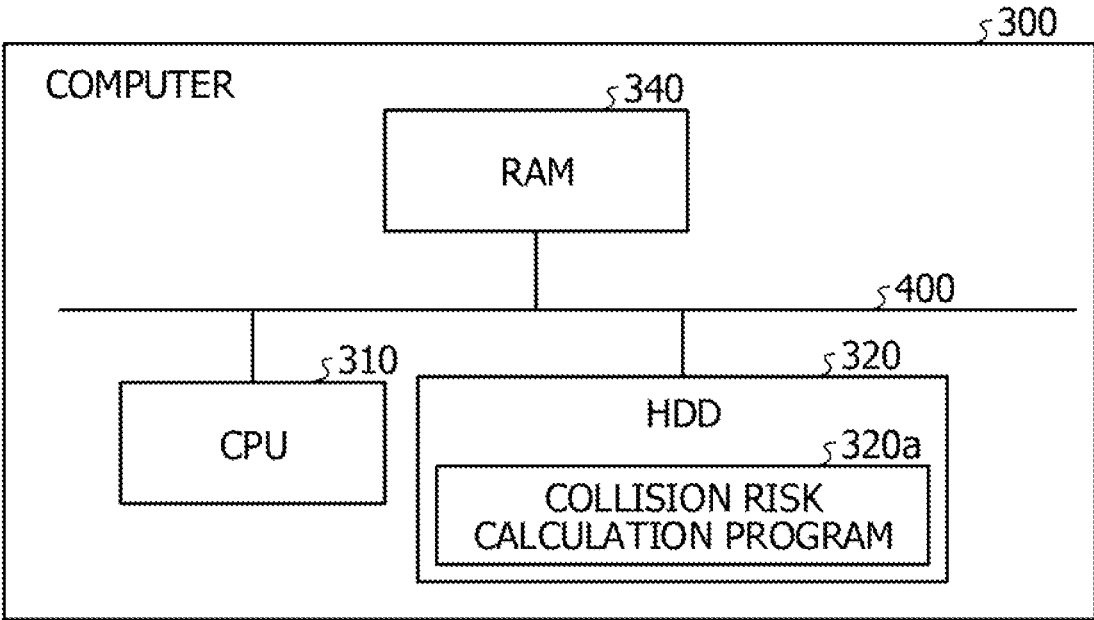 300
COMPUTER
340
RAM
400
310
CPU
320
HDD
320a
COLLISION RISK
CALCULATION PROGRAM